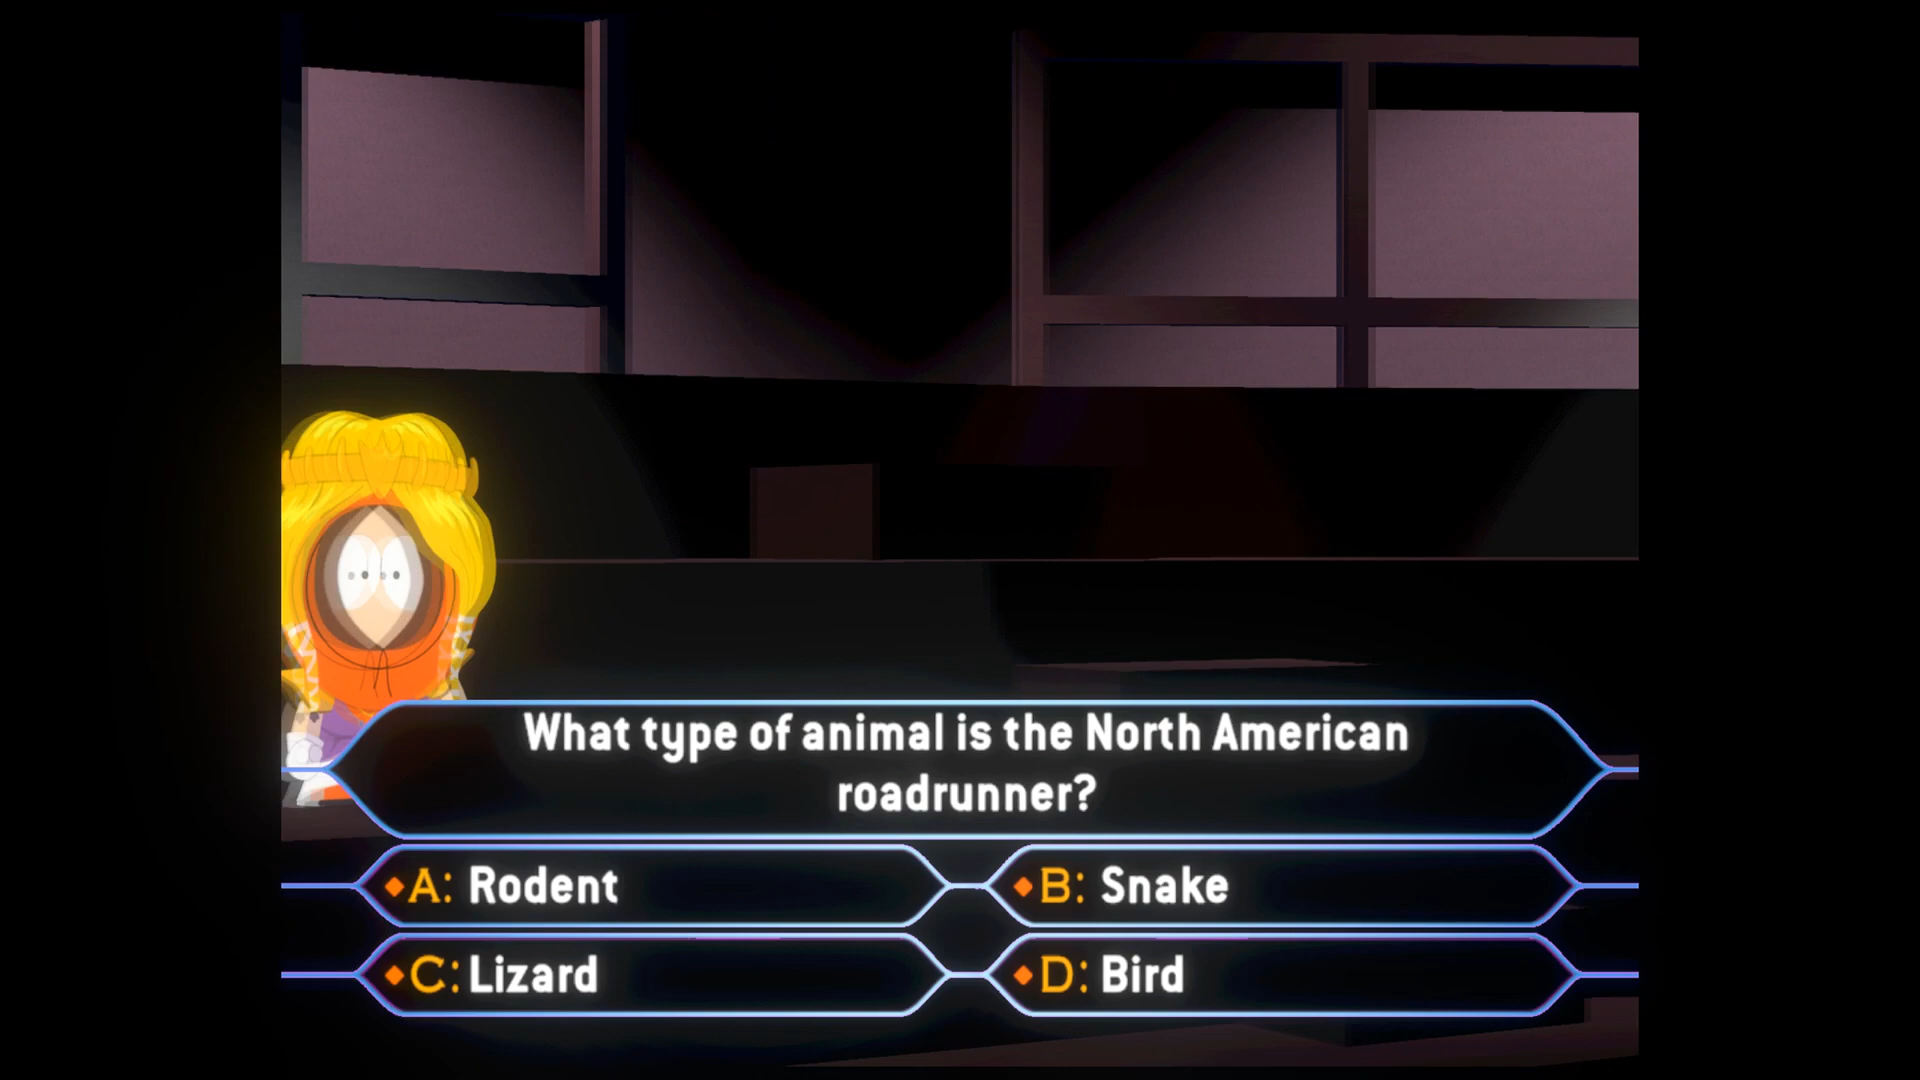 What type of animal is the North American
roadrunner?
A: Rodent
B: Snake
C: Lizard
D: Bird